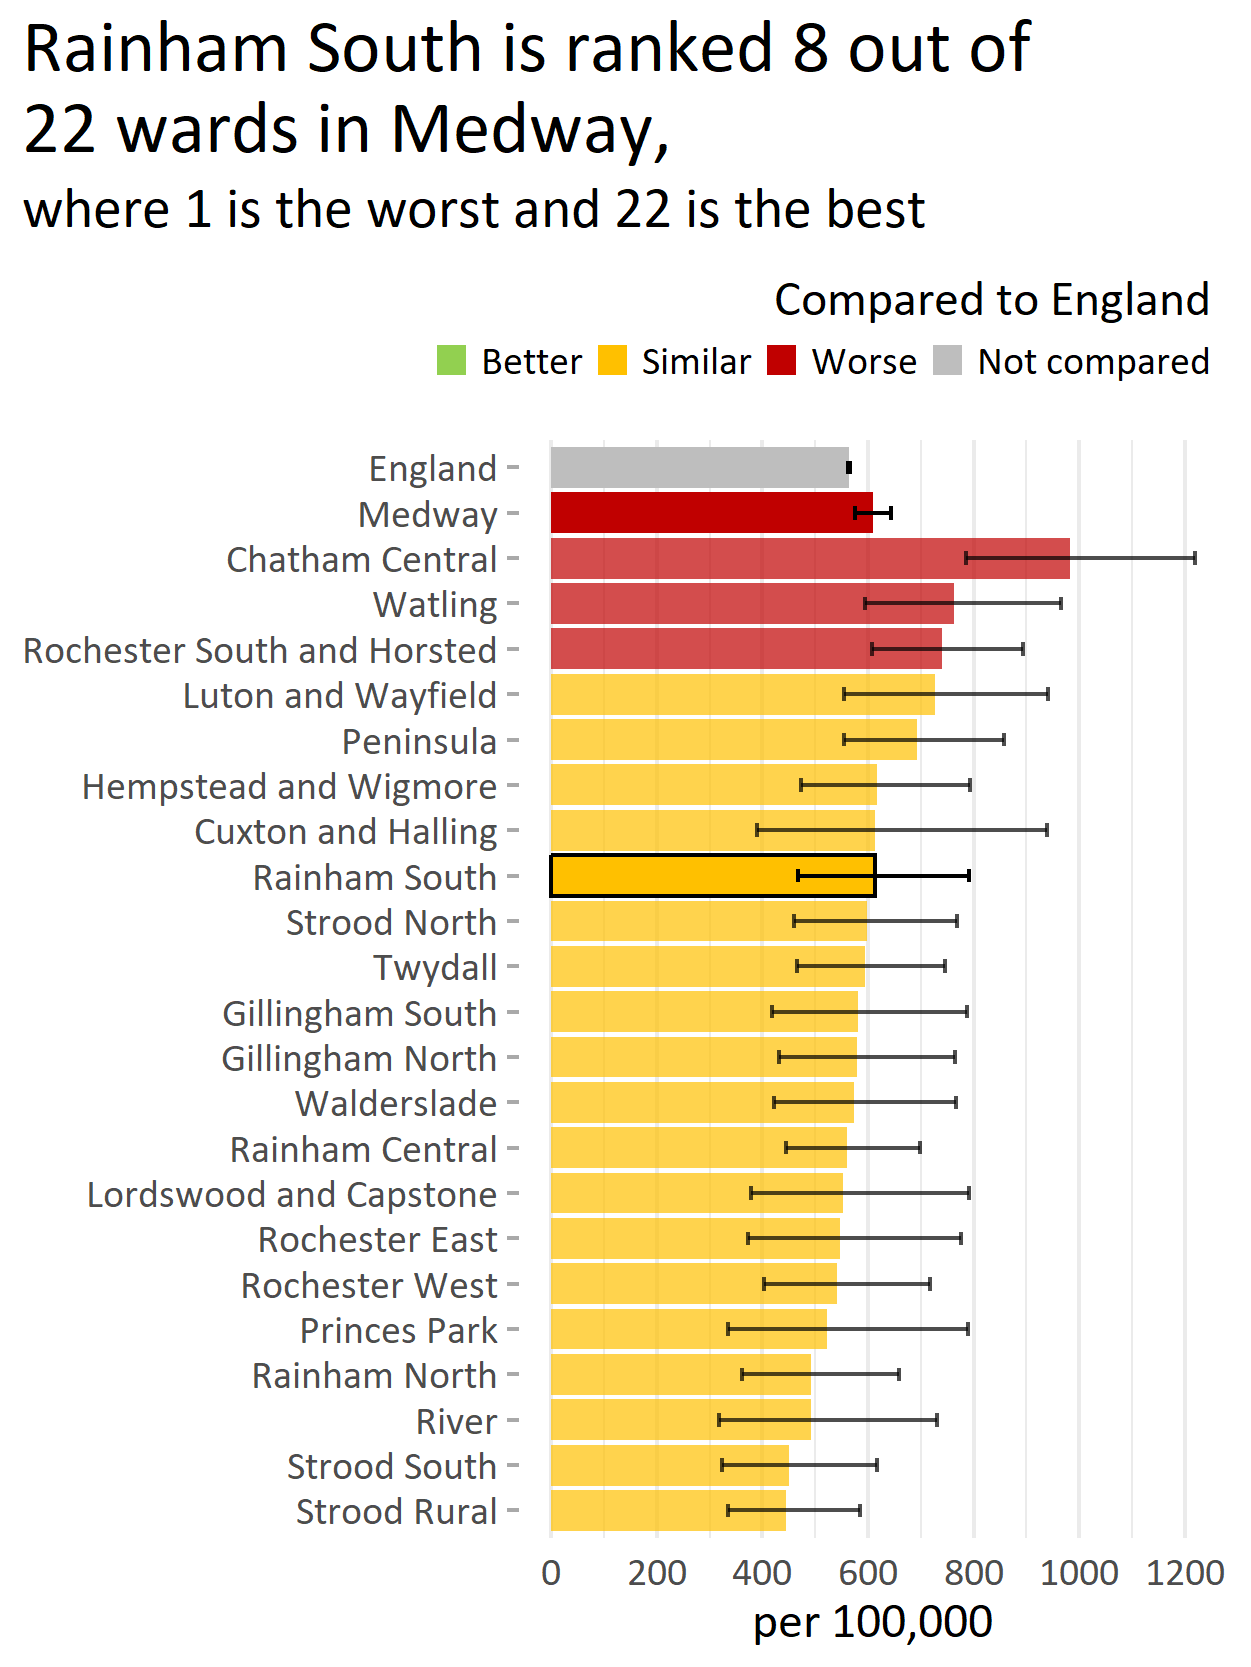 Rainham South is ranked 8 out of
22 wards in Medway,
where 1 is the worst and 22 is the best
Compared to England
Better Similar Worse Not compared
England
Medway
Chatham Central
Watling
Rochester South and Horsted
Luton and Wayfield
Peninsula
Hempstead and Wigmore
Cuxton and Halling
Rainham South
Strood North
Twydall
Gillingham South
Gillingham North
Walderslade
Rainham Central
Lordswood and Capstone
Rochester East
Rochester West
Princes Park
Rainham North
River
Strood South
Strood Rural
0 200 400 600 800 1000 1200
per 100,000